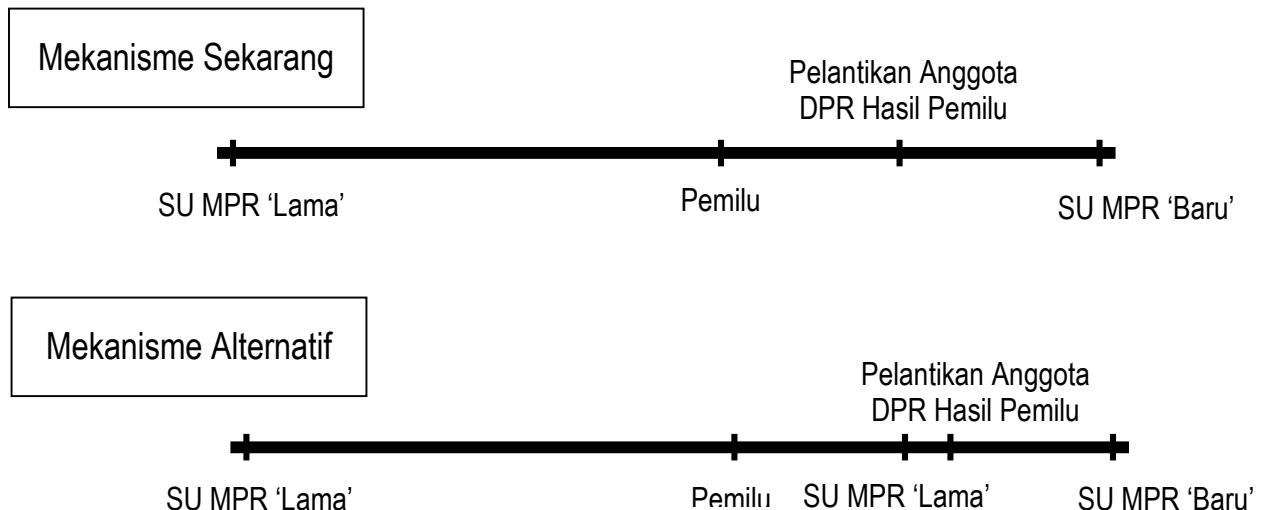 Mekanisme Sekarang
Pelantikan Anggota
DPR Hasil Pemilu
SU MPR ‘Lama’
Pemilu
SU MPR ‘Baru’
Mekanisme Alternatif
Pelantikan Anggota
DPR Hasil Pemilu
SU MPR ‘Lama’
Pemilu
SU MPR ‘Lama’
SU MPR ‘Baru’